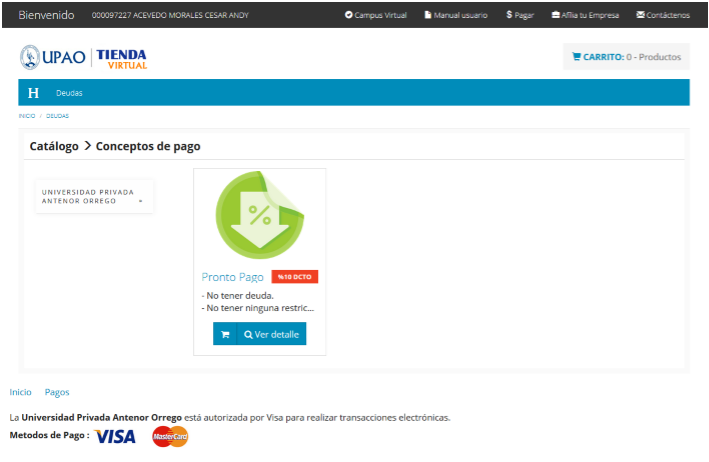 Bienvenido 000097227 ACEVEDO MORALES CESAR ANDY Campus Virtual Manual usuario $ Pagar Afilia tu Empresa Contáctenos
UPAO TIENDA VIRTUAL
CARRITO: 0 - Productos
H Deudas
INICIO / DEUDAS
Catálogo > Conceptos de pago
UNIVERSIDAD PRIVADA
ANTENOR ORREGO
%
Pronto Pago %10 DCTO
- No tener deuda.
- No tener ninguna restric...
Ver detalle
Inicio Pagos
La Universidad Privada Antenor Orrego está autorizada por Visa para realizar transacciones electrónicas.
Metodos de Pago : VISA MasterCard